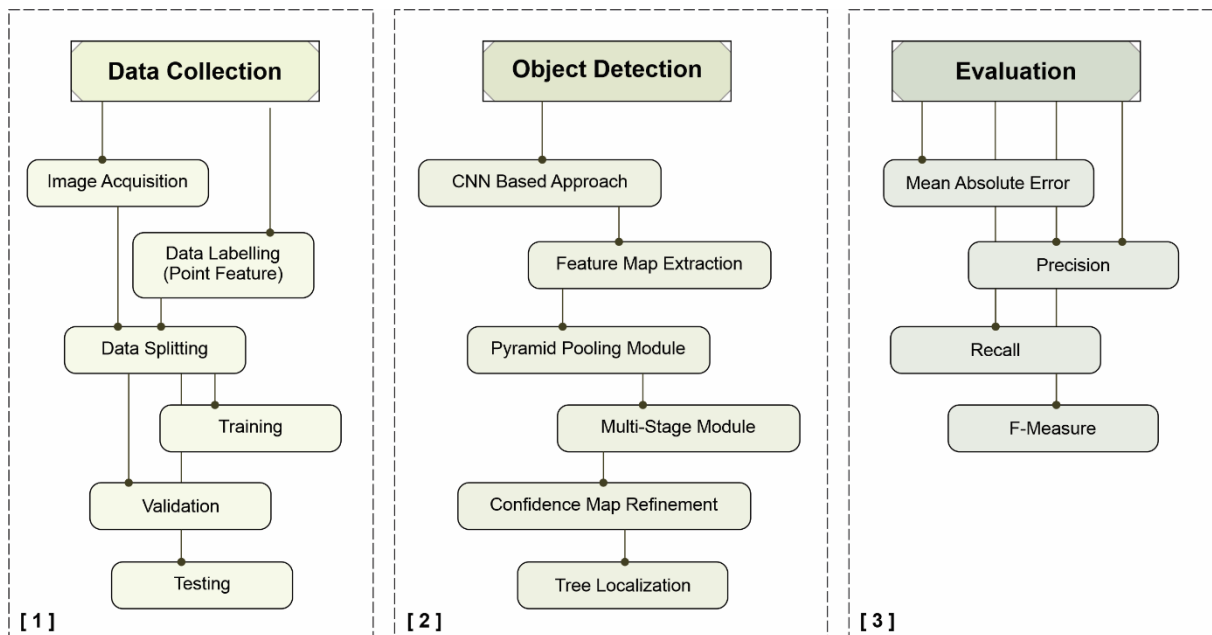 Data Collection
Image Acquisition
Data Labelling
(Point Feature)
Data Splitting
Training
Validation
Testing
[ 1 ]
Object Detection
CNN Based Approach
Feature Map Extraction
Pyramid Pooling Module
Multi-Stage Module
Confidence Map Refinement
Tree Localization
[ 2 ]
Evaluation
Mean Absolute Error
Precision
Recall
F-Measure
[ 3 ]